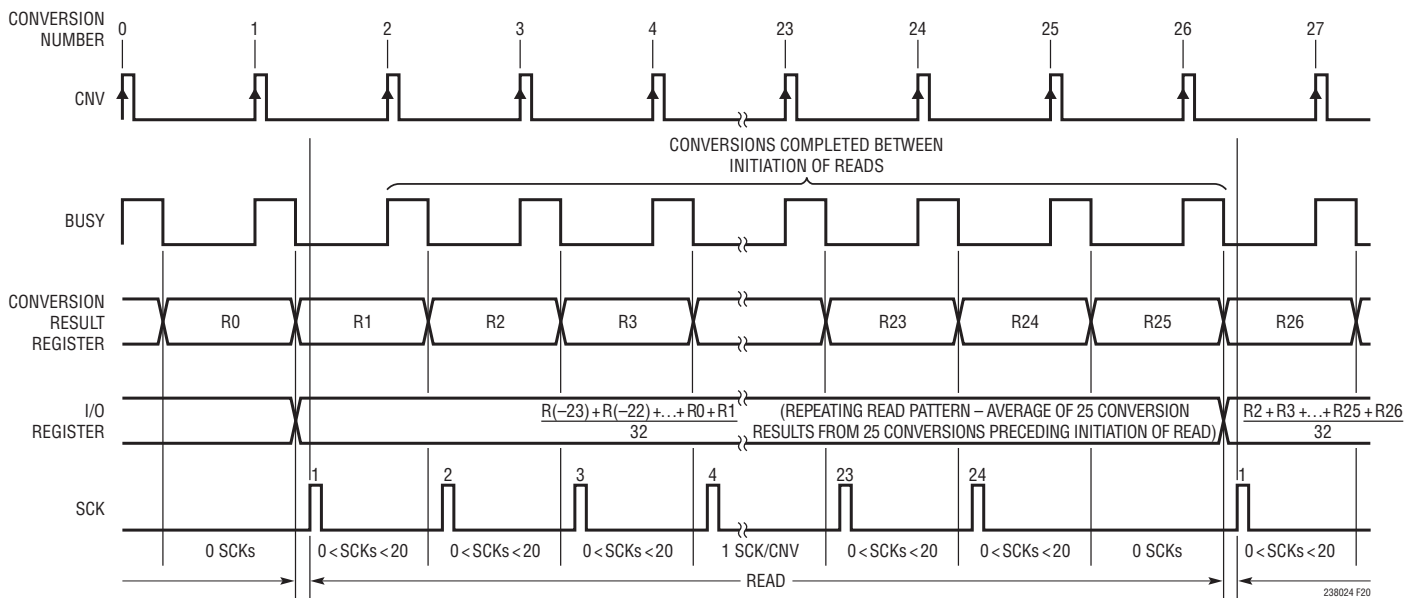 CONVERSION
NUMBER
0 1 2 3 4 23 24 25 26 27
CNV
CONVERSIONS COMPLETED BETWEEN
INITIATION OF READS
BUSY
CONVERSION
RESULT
REGISTER
R0 R1 R2 R3 R23 R24 R25 R26
I/O
REGISTER
R(–23) + R(–22) +…+ R0 + R1
32
(REPEATING READ PATTERN – AVERAGE OF 25 CONVERSION
RESULTS FROM 25 CONVERSIONS PRECEDING INITIATION OF READ)
R2 + R3 +…+ R25 + R26
32
1 2 3 4 23 24 1
SCK
0 SCKs 0 < SCKs < 20 0 < SCKs < 20 0 < SCKs < 20 1 SCK/CNV 0 < SCKs < 20 0 < SCKs < 20 0 SCKs 0 < SCKs < 20
READ
238024 F20